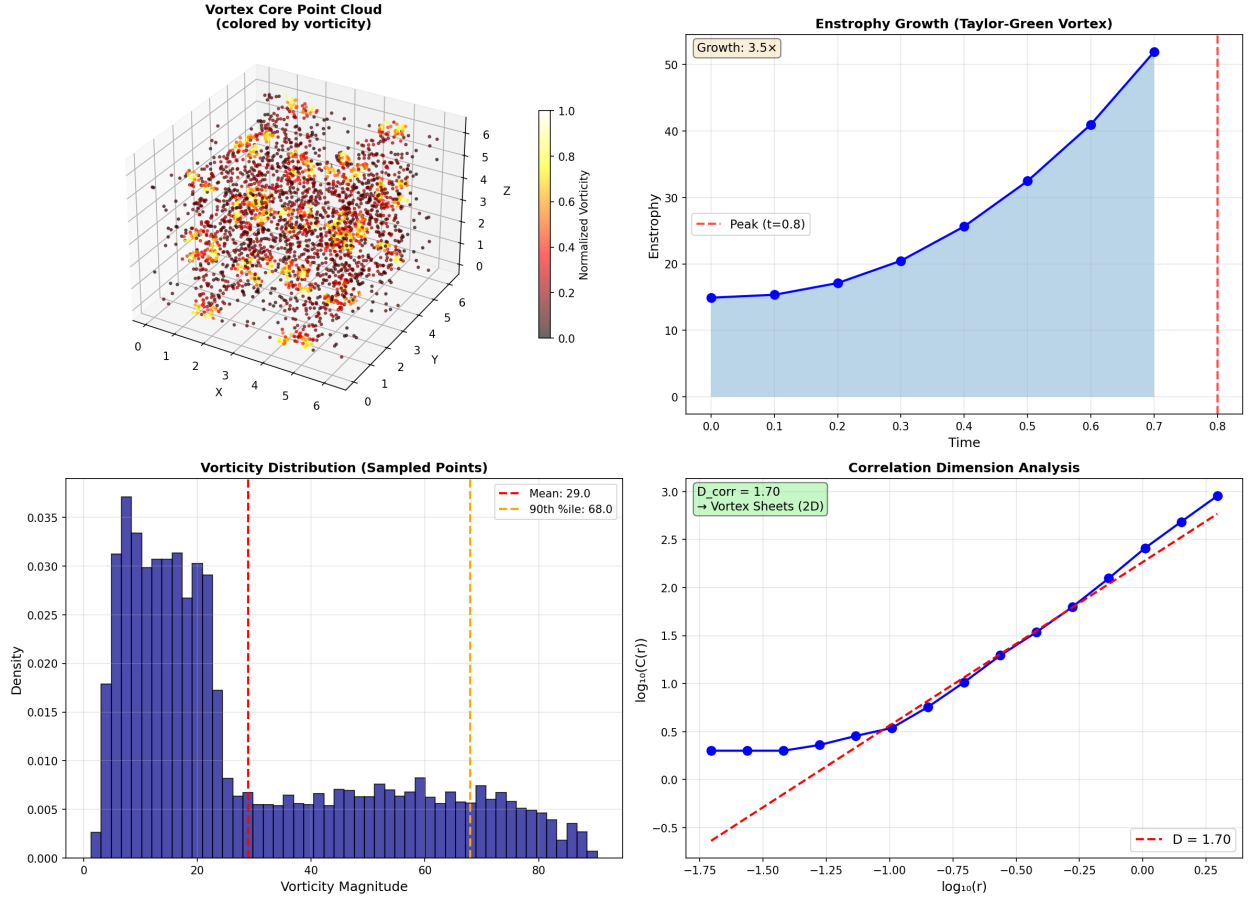 Vortex Core Point Cloud
(colored by vorticity)
0
1
2
3
4
5
6
X
0
1
2
3
4
5
6
Y
0
1
2
3
4
5
6
Z
1.0
0.8
0.6
0.4
0.2
0.0
Normalized Vorticity
Enstrophy Growth (Taylor-Green Vortex)
Growth: 3.5×
Peak (t=0.8)
50
40
30
20
10
0
Enstrophy
0.0 0.1 0.2 0.3 0.4 0.5 0.6 0.7 0.8
Time
Vorticity Distribution (Sampled Points)
Mean: 29.0
90th %ile: 68.0
0.035
0.030
0.025
0.020
0.015
0.010
0.005
0.000
Density
0 20 40 60 80
Vorticity Magnitude
Correlation Dimension Analysis
D_corr = 1.70
→ Vortex Sheets (2D)
3.0
2.5
2.0
1.5
1.0
0.5
0.0
−0.5
log₁₀(C(r))
D = 1.70
−1.75 −1.50 −1.25 −1.00 −0.75 −0.50 −0.25 0.00 0.25
log₁₀(r)